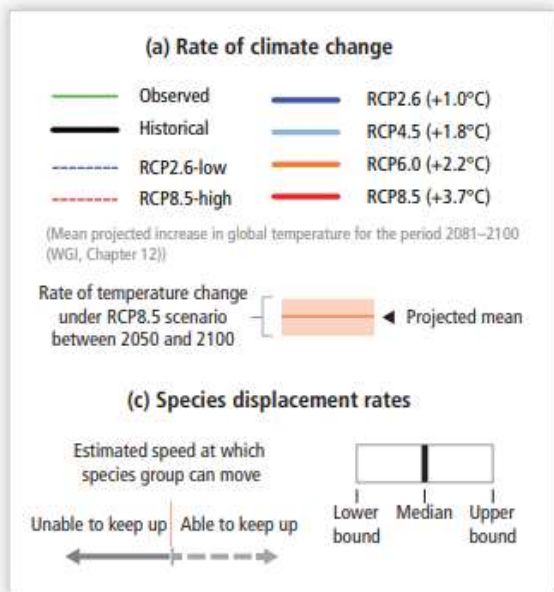 (a) Rate of climate change
Observed
Historical
RCP2.6-low
RCP8.5-high
RCP2.6 (+1.0°C)
RCP4.5 (+1.8°C)
RCP6.0 (+2.2°C)
RCP8.5 (+3.7°C)
(Mean projected increase in global temperature for the period 2081–2100
(WGI, Chapter 12))
Rate of temperature change
under RCP8.5 scenario
between 2050 and 2100
Projected mean
(c) Species displacement rates
Estimated speed at which
species group can move
Unable to keep up
Able to keep up
Lower
bound
Median
Upper
bound